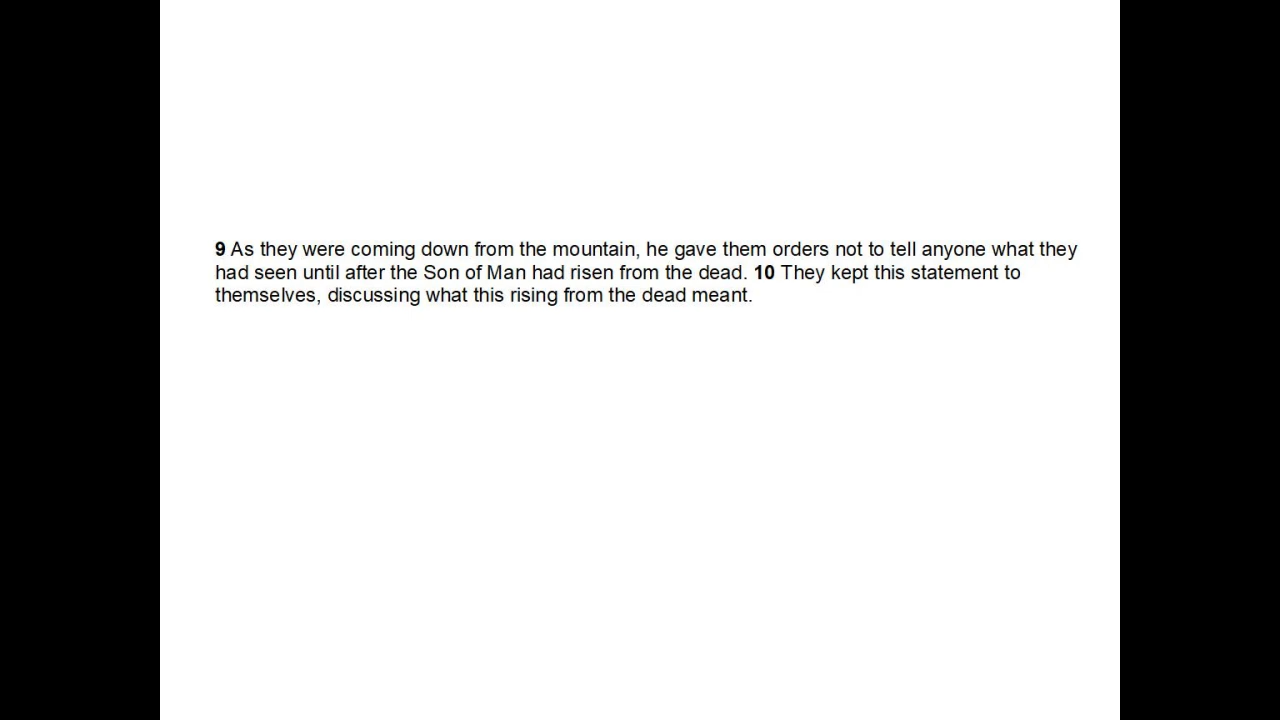 9 As they were coming down from the mountain, he gave them orders not to tell anyone what they
had seen until after the Son of Man had risen from the dead. 10 They kept this statement to
themselves, discussing what this rising from the dead meant.